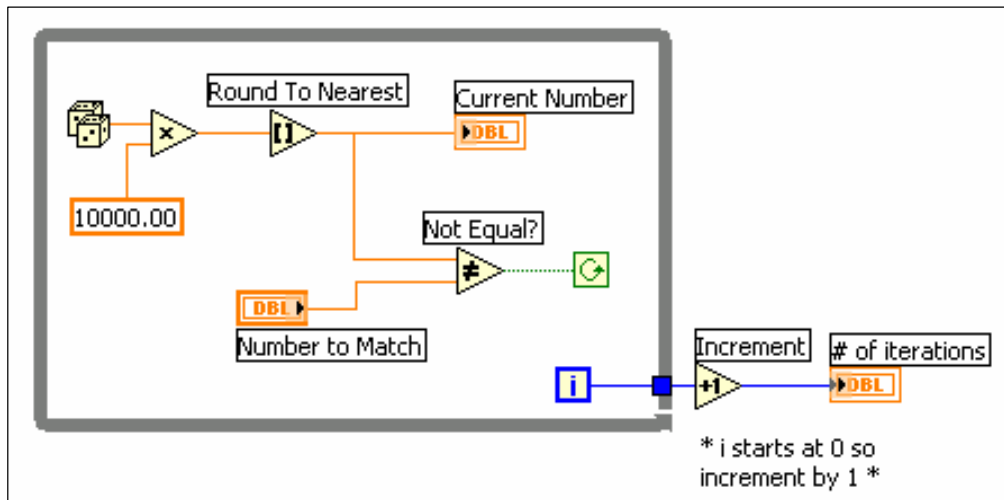 Round To Nearest
Current Number
x
[]
DBL
10000.00
Not Equal?
≠
DBL
Number to Match
Increment
# of iterations
i
+1
DBL
* i starts at 0 so
increment by 1 *